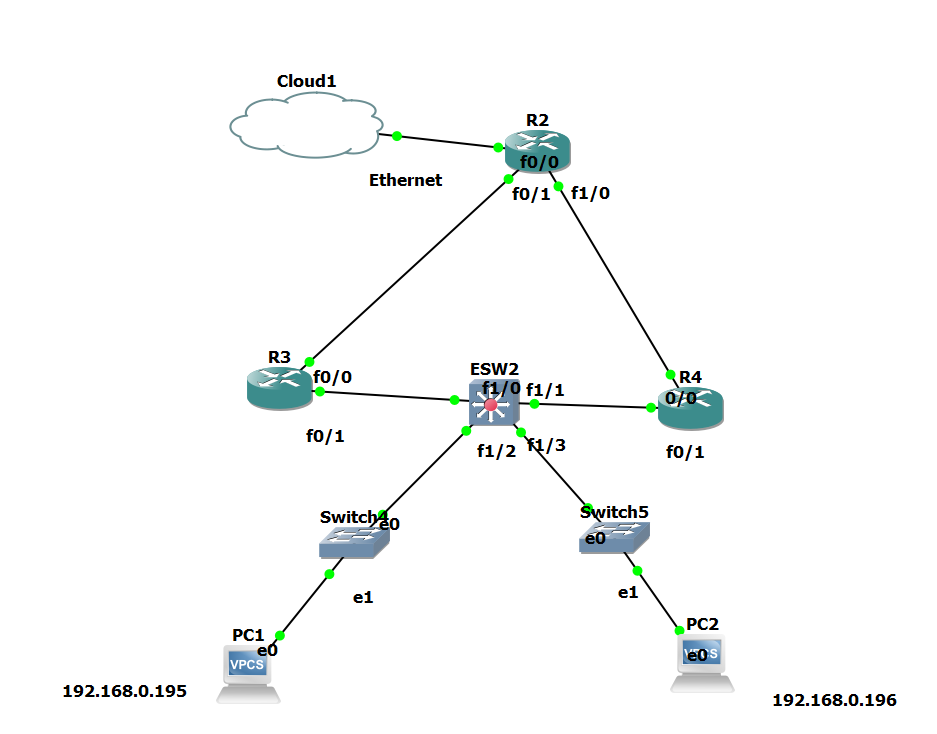 Cloud1
R2
f0/0
Ethernet
f0/1
f1/0
R3
f0/0
ESW2
f1/0
f1/1
R4
0/0
f0/1
f1/2
f1/3
f0/1
Switch4
e0
Switch5
e0
e1
e1
PC1
e0
VPCS
PC2
VPCS
e0
192.168.0.195
192.168.0.196